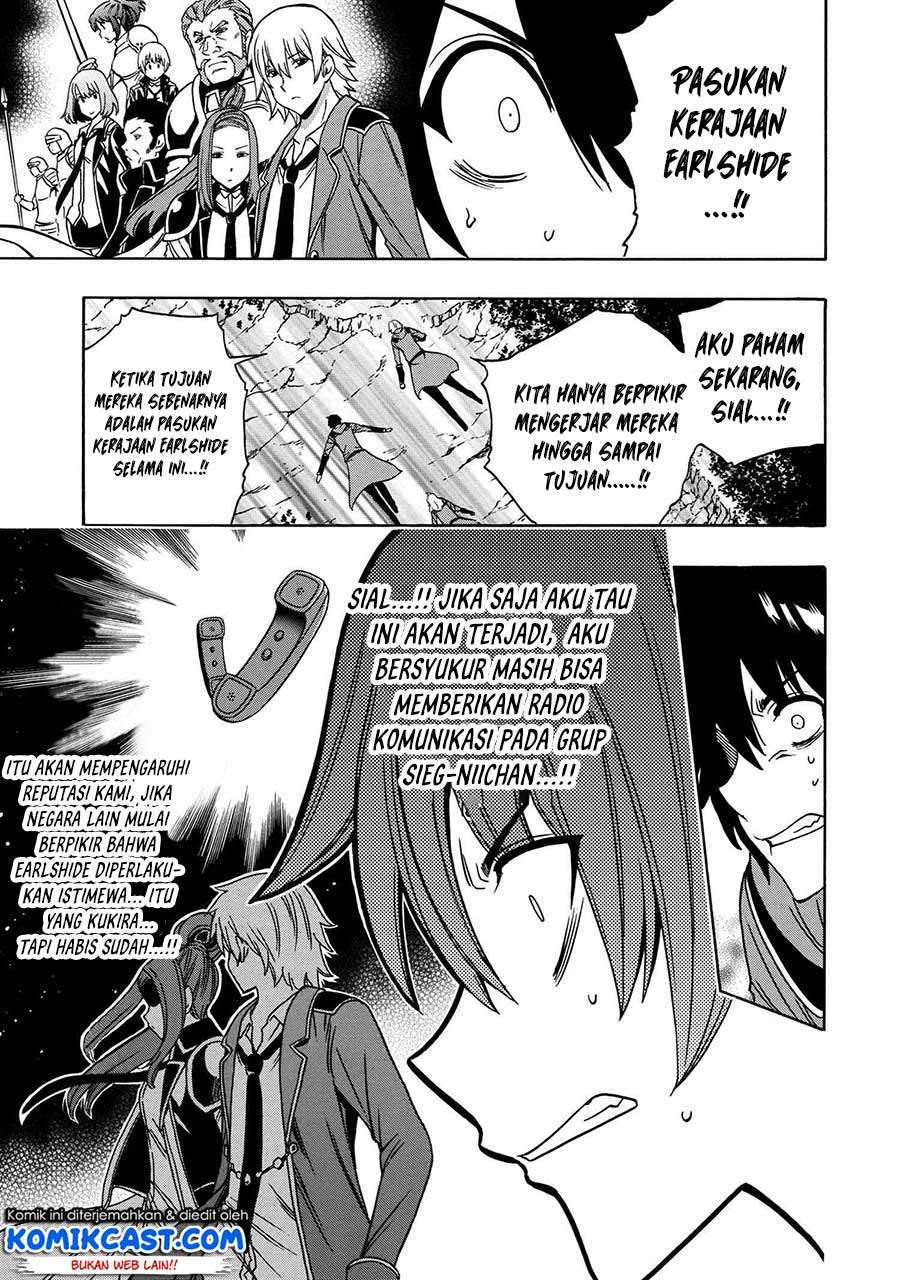 PASUKAN
KERAJAAN
EARLSHIDE
...!!
AKU PAHAM
SEKARANG,
SIAL....!!
KITA HANYA BERPIKIR
MENGERJAR MEREKA
HINGGA SAMPAI
TUJUAN.....!!
KETIKA TUJUAN
MEREKA SEBENARNYA
ADALAH PASUKAN
KERAJAAN EARLSHIDE
SELAMA INI...!!
SIAL...!! JIKA SAJA AKU TAU
INI AKAN TERJADI, AKU
BERSYUKUR MASIH BISA
MEMBERIKAN RADIO
KOMUNIKASI PADA GRUP
SIEG-NIICHAN...!!
ITU AKAN MEMPENGARUHI
REPUTASI KAMI, JIKA
NEGARA LAIN MULAI
BERPIKIR BAHWA
EARLSHIDE DIPERLAKU-
KAN ISTIMEWA... ITU
YANG KUKIRA...
TAPI HABIS SUDAH...!!
Komik ini diterjemahkan & diedit oleh
KOMIKCAST.COM
BUKAN WEB LAIN!!